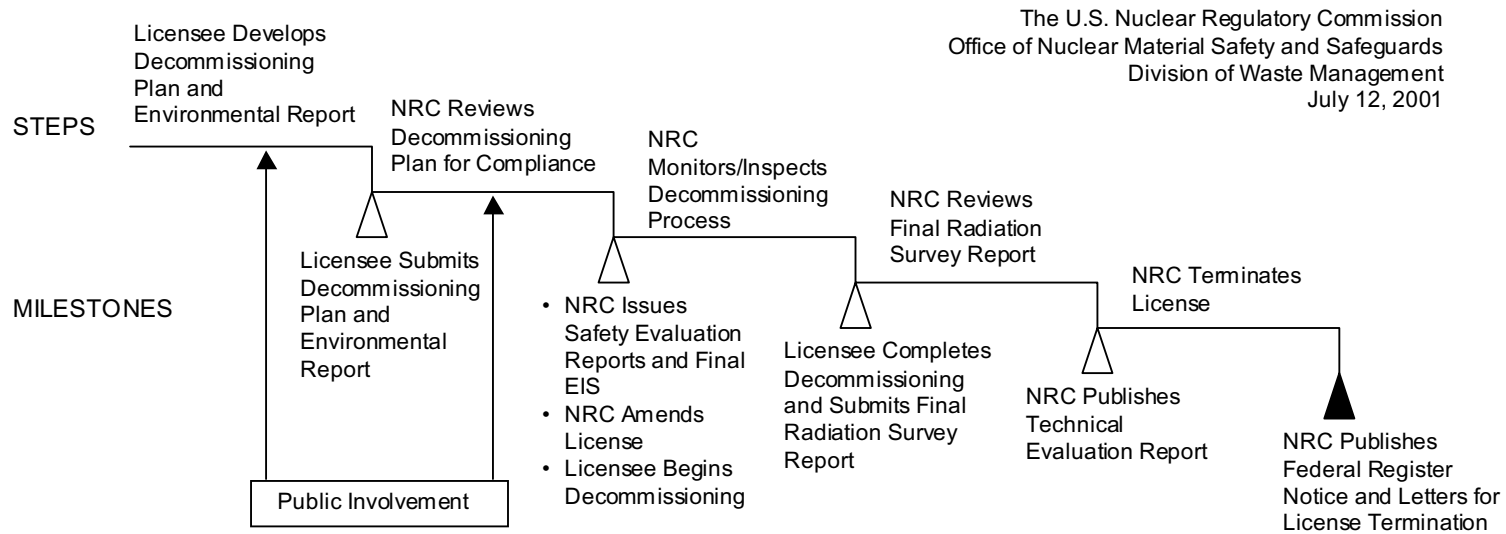 The U.S. Nuclear Regulatory Commission
Office of Nuclear Material Safety and Safeguards
Division of Waste Management
July 12, 2001
STEPS
Licensee Develops
Decommissioning
Plan and
Environmental Report
NRC Reviews
Decommissioning
Plan for Compliance
NRC
Monitors/Inspects
Decommissioning
Process
NRC Reviews
Final Radiation
Survey Report
NRC Terminates
License
MILESTONES
Licensee Submits
Decommissioning
Plan and
Environmental
Report
• NRC Issues
Safety Evaluation
Reports and Final
EIS
• NRC Amends
License
• Licensee Begins
Decommissioning
Licensee Completes
Decommissioning
and Submits Final
Radiation Survey
Report
NRC Publishes
Technical
Evaluation Report
NRC Publishes
Federal Register
Notice and Letters for
License Termination
Public Involvement